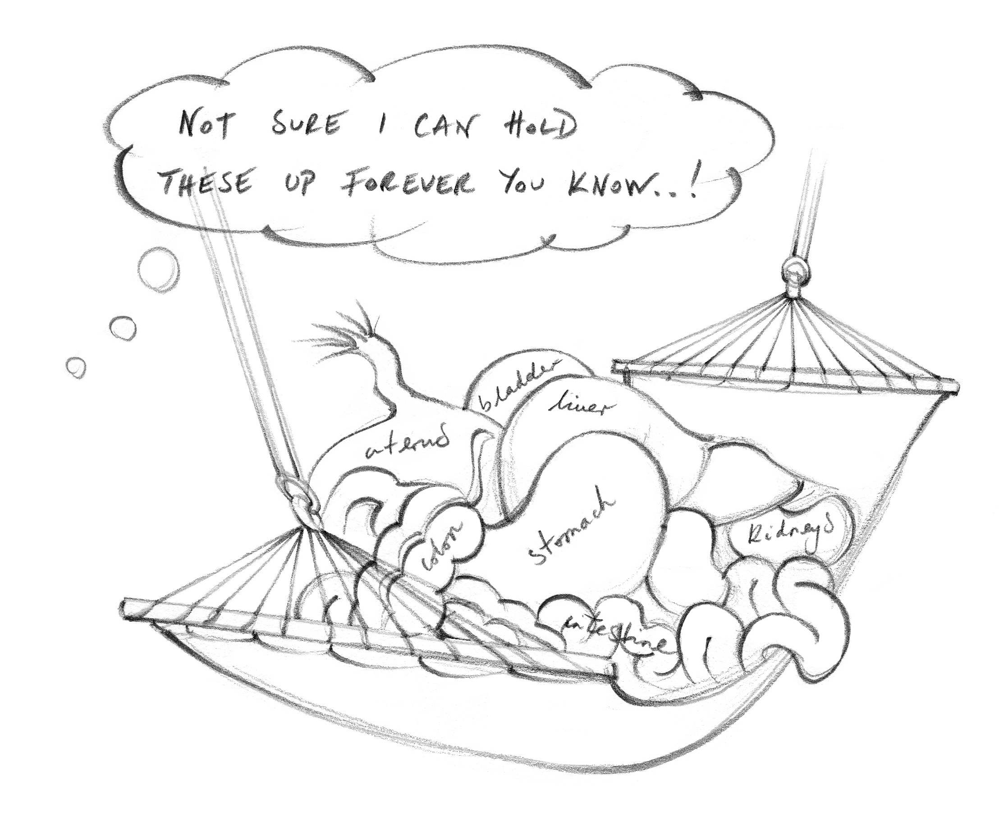 NOT SURE I CAN HOLD
THESE UP FOREVER YOU KNOW..!
bladder
liver
uterus
stomach
colon
Kidneys
intestine